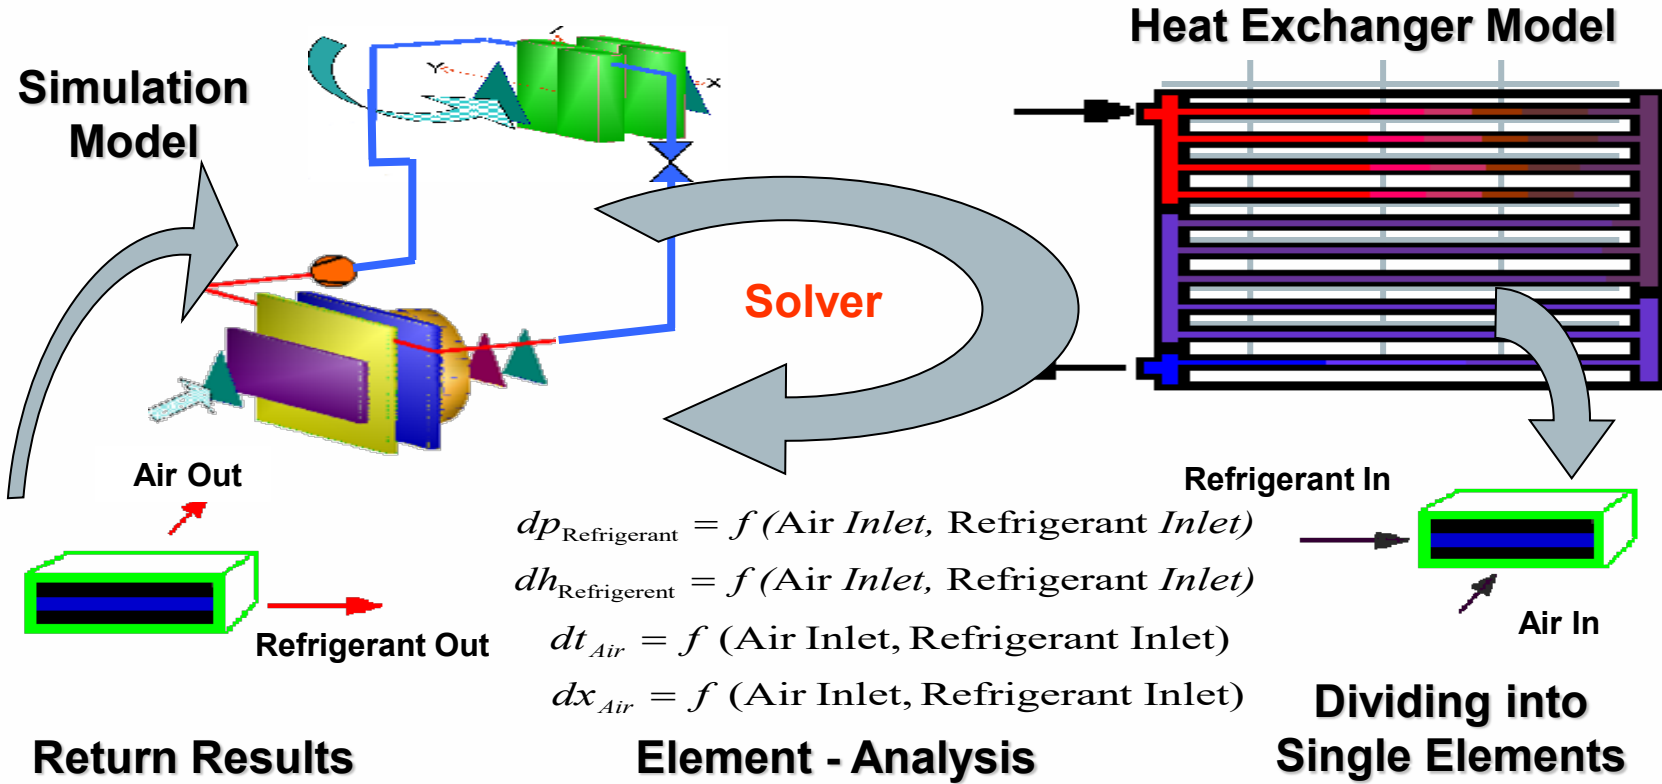 Heat Exchanger Model
Simulation
Model
Y
X
Solver
Air Out
Refrigerant In
Refrigerant Out
Air In
dp_Refrigerant = f (Air Inlet, Refrigerant Inlet)
dh_Refrigerent = f (Air Inlet, Refrigerant Inlet)
dt_Air = f (Air Inlet, Refrigerant Inlet)
dx_Air = f (Air Inlet, Refrigerant Inlet)
Return Results
Element - Analysis
Dividing into
Single Elements